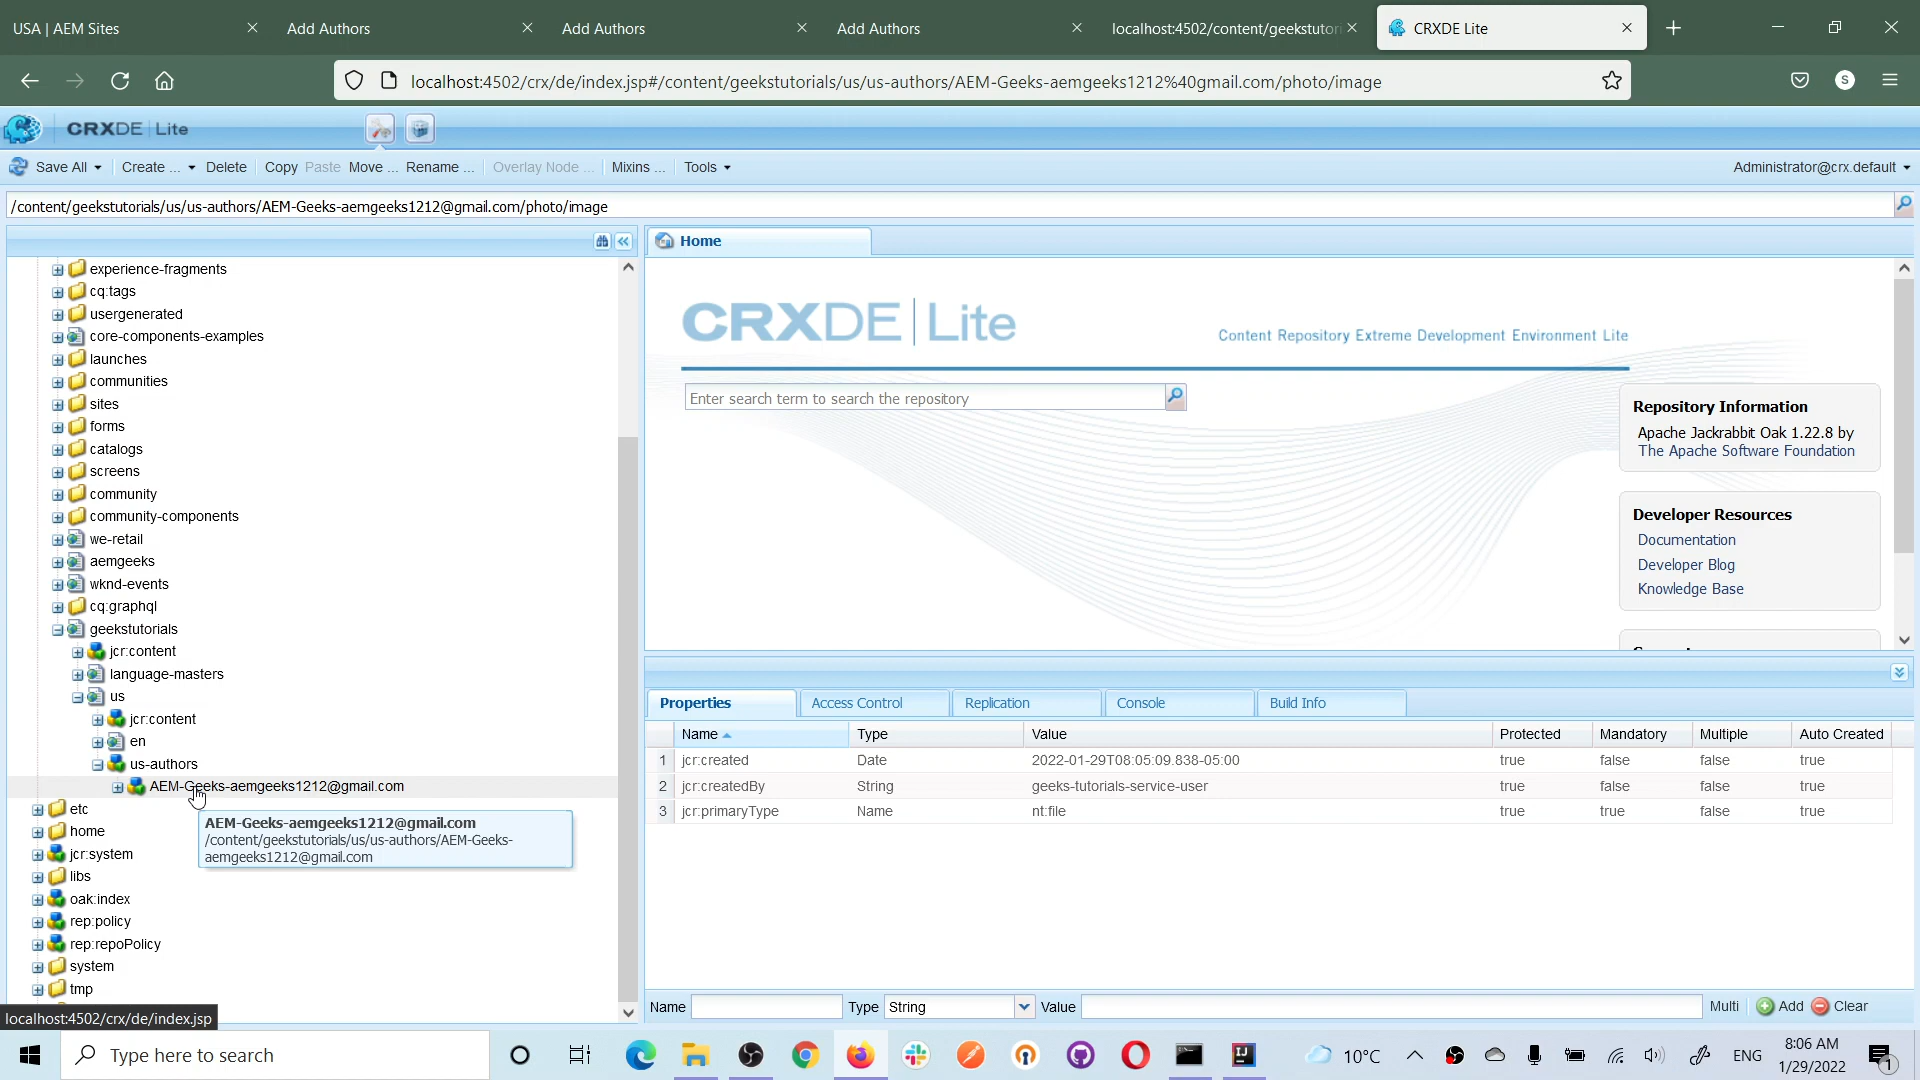 USA | AEM Sites
Add Authors
Add Authors
Add Authors
localhost:4502/content/geekstutori
CRXDE Lite
localhost:4502/crx/de/index.jsp#/content/geekstutorials/us/us-authors/AEM-Geeks-aemgeeks1212%40gmail.com/photo/image
S
CRXDE | Lite
Save All
Create ...
Delete
Copy
Paste
Move ...
Rename ...
Overlay Node ...
Mixins ...
Tools
Administrator@crx.default
/content/geekstutorials/us/us-authors/AEM-Geeks-aemgeeks1212@gmail.com/photo/image
experience-fragments
cq:tags
usergenerated
core-components-examples
launches
communities
sites
forms
catalogs
screens
community
community-components
we-retail
aemgeeks
wknd-events
cq:graphql
geekstutorials
jcr:content
language-masters
us
jcr:content
en
us-authors
AEM-Geeks-aemgeeks1212@gmail.com
etc
home
jcr:system
libs
oak:index
rep:policy
rep:repoPolicy
system
tmp
AEM-Geeks-aemgeeks1212@gmail.com
/content/geekstutorials/us/us-authors/AEM-Geeks-
aemgeeks1212@gmail.com
localhost:4502/crx/de/index.jsp
Home
CRXDE | Lite
Content Repository Extreme Development Environment Lite
Enter search term to search the repository
Repository Information
Apache Jackrabbit Oak 1.22.8 by
The Apache Software Foundation
Developer Resources
Documentation
Developer Blog
Knowledge Base
Properties
Access Control
Replication
Console
Build Info
Name Type Value Protected Mandatory Multiple Auto Created
1 jcr:created Date 2022-01-29T08:05:09.838-05:00 true false false true
2 jcr:createdBy String geeks-tutorials-service-user true false false true
3 jcr:primaryType Name nt:file true true false true
Name Type String Value Multi Add Clear
Type here to search
10°C
ENG
8:06 AM
1/29/2022
1